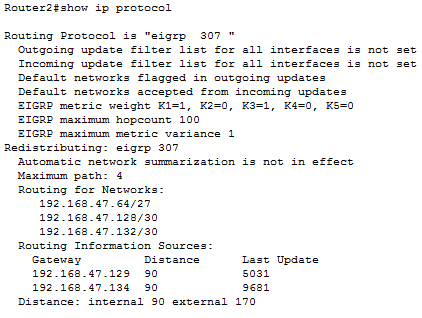 Router2#show ip protocol
Routing Protocol is "eigrp  307 "
Outgoing update filter list for all interfaces is not set
Incoming update filter list for all interfaces is not set
Default networks flagged in outgoing updates
Default networks accepted from incoming updates
EIGRP metric weight K1=1, K2=0, K3=1, K4=0, K5=0
EIGRP maximum hopcount 100
EIGRP maximum metric variance 1
Redistributing: eigrp 307
Automatic network summarization is not in effect
Maximum path: 4
Routing for Networks:
192.168.47.64/27
192.168.47.128/30
192.168.47.132/30
Routing Information Sources:
Gateway Distance Last Update
192.168.47.129 90 5031
192.168.47.134 90 9681
Distance: internal 90 external 170